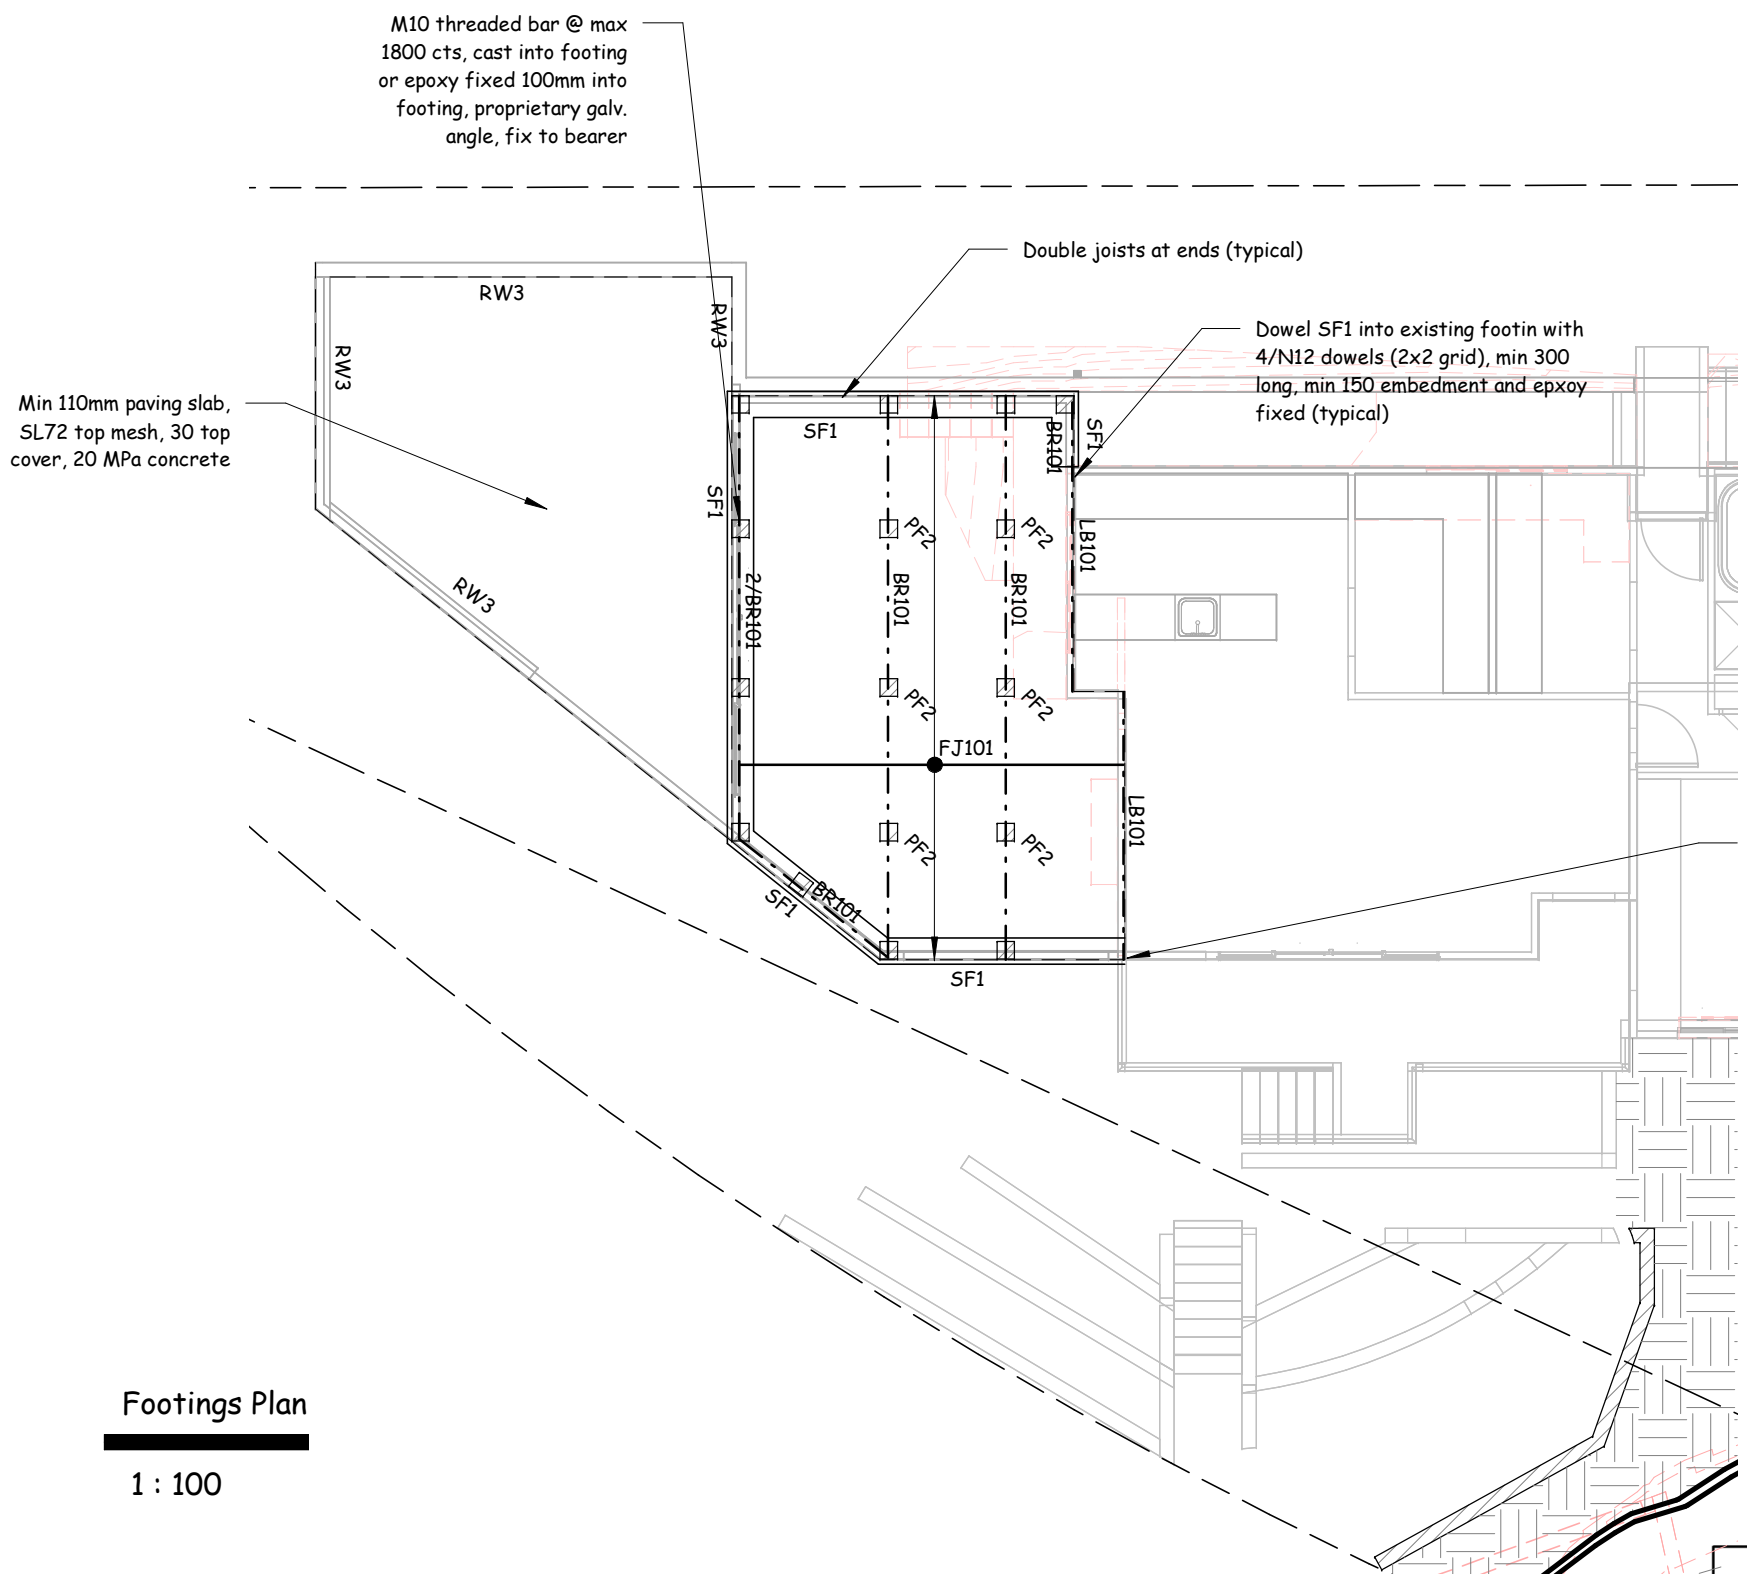 M10 threaded bar @ max
1800 cts, cast into footing
or epoxy fixed 100mm into
footing, proprietary galv.
angle, fix to bearer
Double joists at ends (typical)
RW3
RW3
RW3
Dowel SF1 into existing footin with
4/N12 dowels (2x2 grid), min 300
long, min 150 embedment and epxoy
fixed (typical)
Min 110mm paving slab,
SL72 top mesh, 30 top
cover, 20 MPa concrete
SF1
BR101
SF1
SF1
PF2
PF2
LB101
RW3
2/BR101
BR101
BR101
PF2
PF2
FJ101
LB101
PF2
PF2
BR101
SF1
SF1
Footings Plan
1 : 100